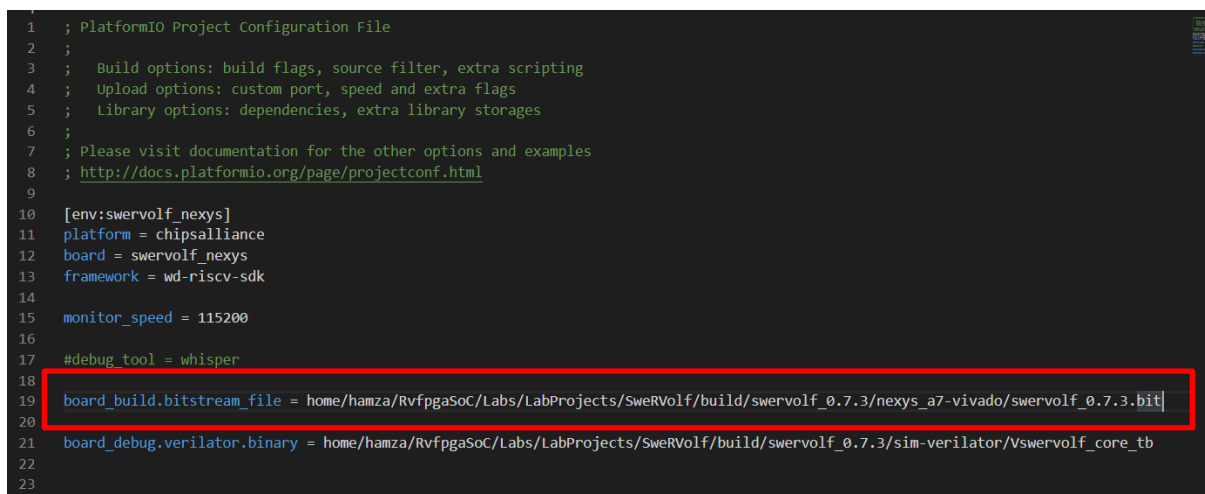 1 ; PlatformIO Project Configuration File
2 ;
3 ;   Build options: build flags, source filter, extra scripting
4 ;   Upload options: custom port, speed and extra flags
5 ;   Library options: dependencies, extra library storages
6 ;
7 ; Please visit documentation for the other options and examples
8 ; http://docs.platformio.org/page/projectconf.html
9
10 [env:swervolf_nexys]
11 platform = chipsalliance
12 board = swervolf_nexys
13 framework = wd-riscv-sdk
14
15 monitor_speed = 115200
16
17 #debug_tool = whisper
18
19 board_build.bitstream_file = home/hamza/RvfpgaSoC/Labs/LabProjects/SweRVolf/build/swervolf_0.7.3/nexys_a7-vivado/swervolf_0.7.3.bit
20
21 board_debug.verilator.binary = home/hamza/RvfpgaSoC/Labs/LabProjects/SweRVolf/build/swervolf_0.7.3/sim-verilator/Vswervolf_core_tb
22
23